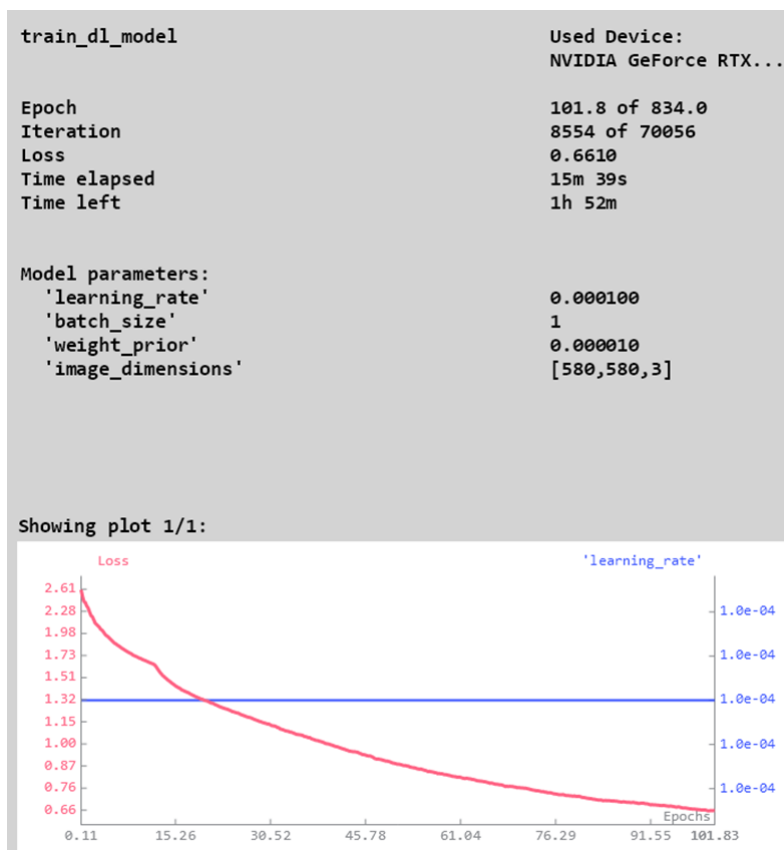 train_dl_model Used Device:
NVIDIA GeForce RTX...
Epoch 101.8 of 834.0
Iteration 8554 of 70056
Loss 0.6610
Time elapsed 15m 39s
Time left 1h 52m
Model parameters:
'learning_rate' 0.000100
'batch_size' 1
'weight_prior' 0.000010
'image_dimensions' [580,580,3]
Showing plot 1/1:
Loss 'learning_rate'
2.61
2.28 1.0e-04
1.98
1.73 1.0e-04
1.51
1.32 1.0e-04
1.15
1.00 1.0e-04
0.87
0.76 1.0e-04
0.66
Epochs
0.11 15.26 30.52 45.78 61.04 76.29 91.55 101.83